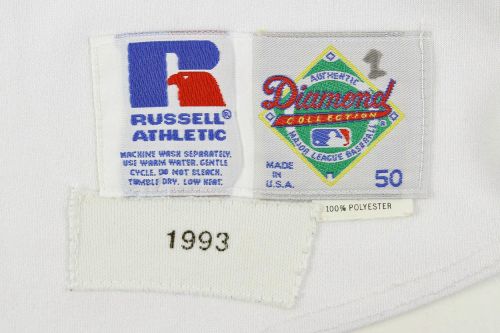 R
RUSSELL®
ATHLETIC
MACHINE WASH SEPARATELY.
USE WARM WATER. GENTLE
CYCLE. DO NOT BLEACH.
TUMBLE DRY. LOW HEAT.
1
AUTHENTIC
Diamond
COLLECTION
MAJOR LEAGUE BASEBALL
MADE IN
U.S.A.
50
100% POLYESTER
1993